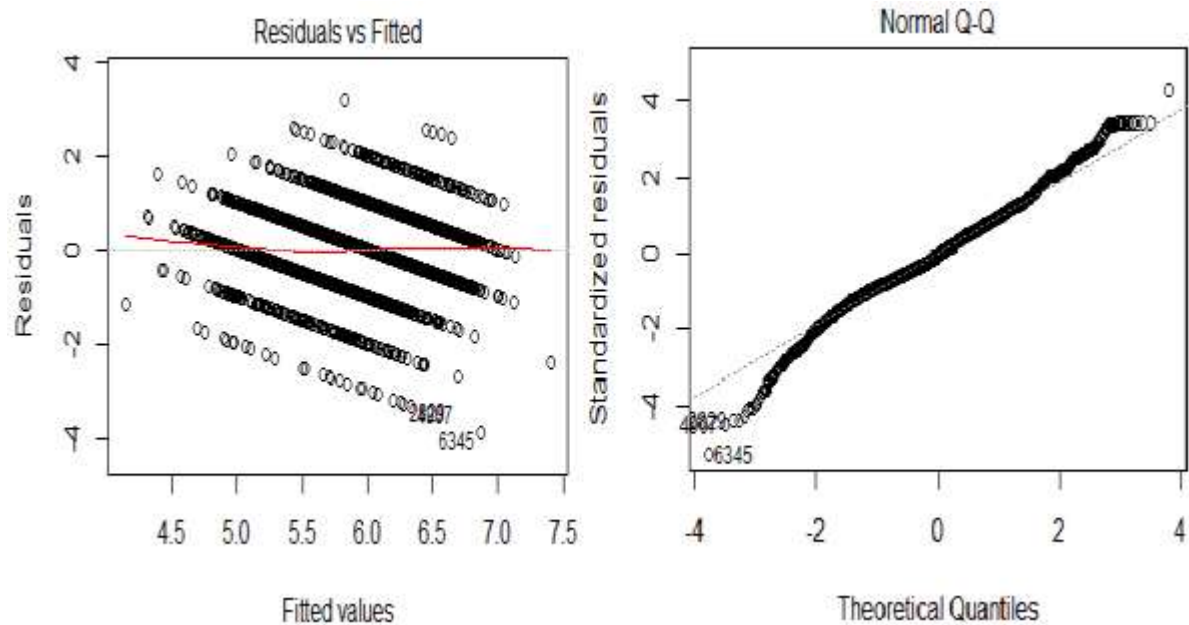 Residuals vs Fitted
Residuals
4
2
0
-2
-4
6345
4.5 5.0 5.5 6.0 6.5 7.0 7.5
Fitted values
Normal Q-Q
Standardized residuals
4
2
0
-2
-4
6345
-4 -2 0 2 4
Theoretical Quantiles